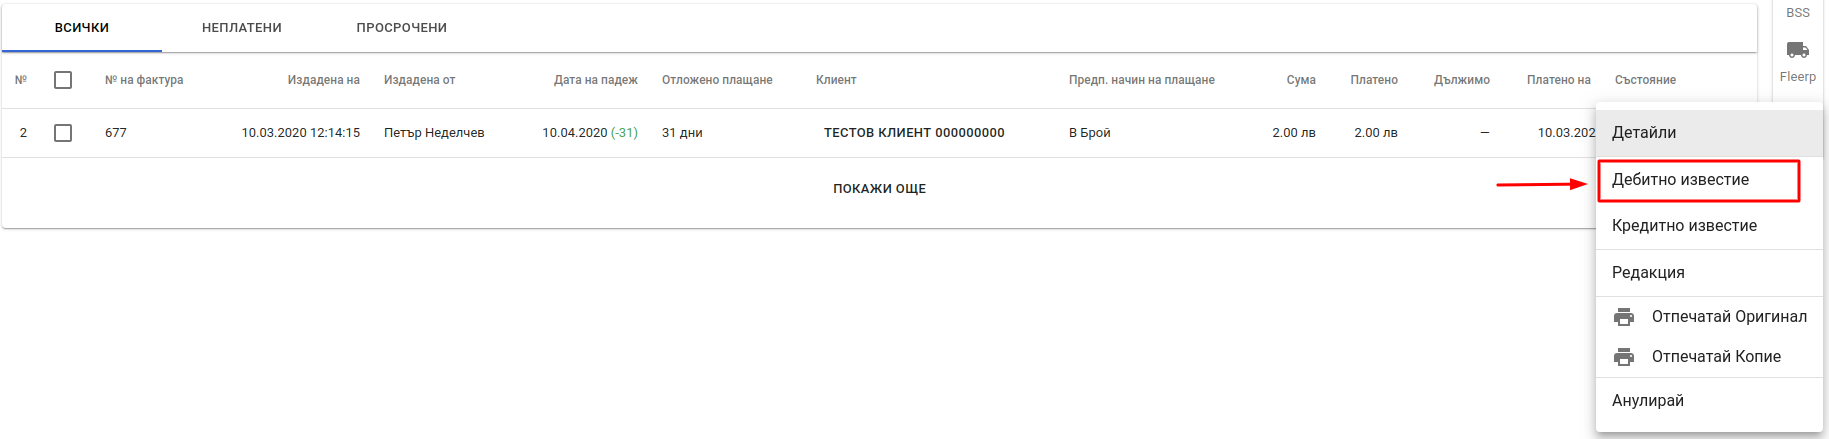 ВСИЧКИ НЕПЛАТЕНИ ПРОСРОЧЕНИ
BSS
Fleerp
№ № на фактура Издадена на Издадена от Дата на падеж Отложено плащане Клиент Предп. начин на плащане Сума Платено Дължимо Платено на Състояние
2 677 10.03.2020 12:14:15 Петър Неделчев 10.04.2020 (-31) 31 дни ТЕСТОВ КЛИЕНТ 000000000 В Брой 2.00 лв 2.00 лв — 10.03.202
ПОКАЖИ ОЩЕ
Детайли
Дебитно известие
Кредитно известие
Редакция
Отпечатай Оригинал
Отпечатай Копие
Анулирай